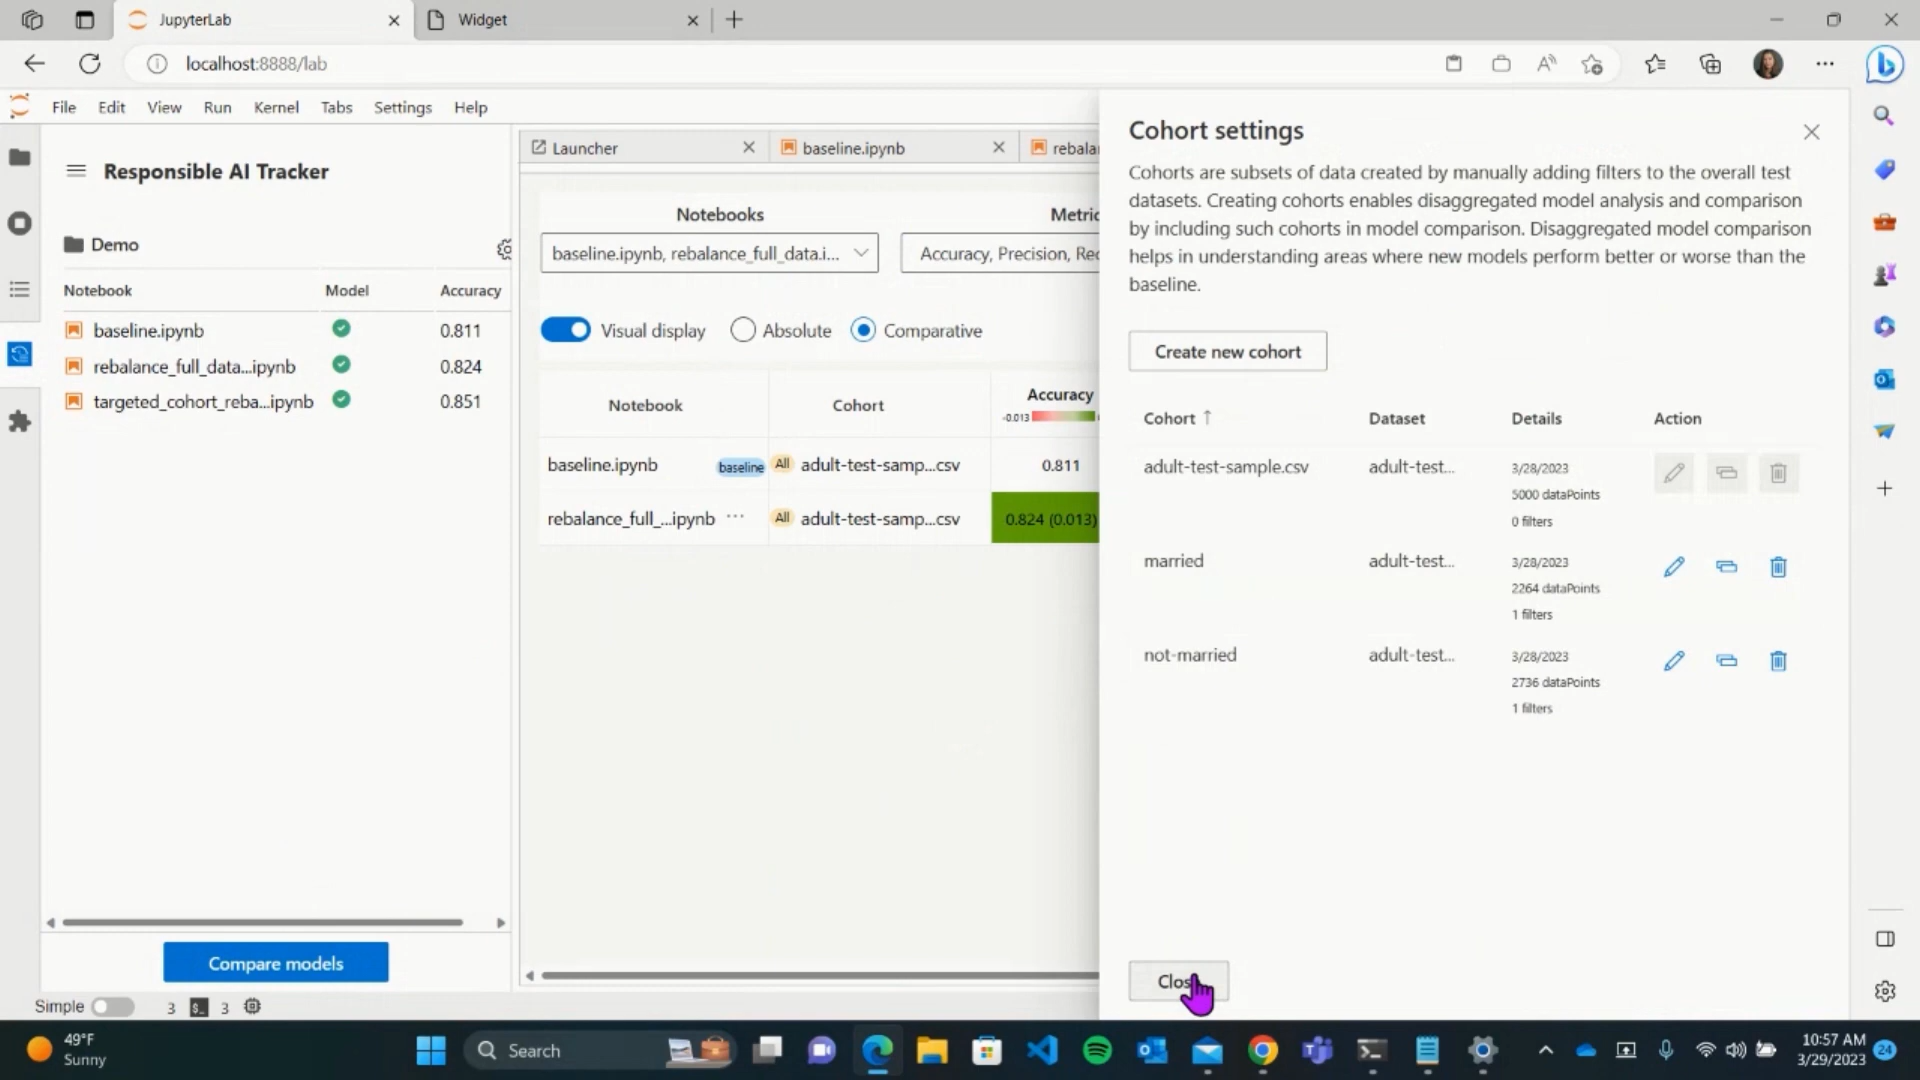 JupyterLab
Widget
localhost:8888/lab
File Edit View Run Kernel Tabs Settings Help
Responsible AI Tracker
Demo
Notebook Model Accuracy
baseline.ipynb 0.811
rebalance_full_data...ipynb 0.824
targeted_cohort_reba...ipynb 0.851
Compare models
Simple 3 3
Launcher
baseline.ipynb
Notebooks
baseline.ipynb, rebalance_full_data.i...
Accuracy, Precision,
Visual display Absolute Comparative
Notebook Cohort Accuracy
-0.013
baseline.ipynb baseline All adult-test-samp...csv 0.811
rebalance_full_...ipynb ... All adult-test-samp...csv 0.824 (0.013)
Cohort settings
Cohorts are subsets of data created by manually adding filters to the overall test
datasets. Creating cohorts enables disaggregated model analysis and comparison
by including such cohorts in model comparison. Disaggregated model comparison
helps in understanding areas where new models perform better or worse than the
baseline.
Create new cohort
Cohort ↑ Dataset Details Action
adult-test-sample.csv adult-test... 3/28/2023
5000 dataPoints
0 filters
married adult-test... 3/28/2023
2264 dataPoints
1 filters
not-married adult-test... 3/28/2023
2736 dataPoints
1 filters
49°F
Sunny
Search
10:57 AM
3/29/2023
24